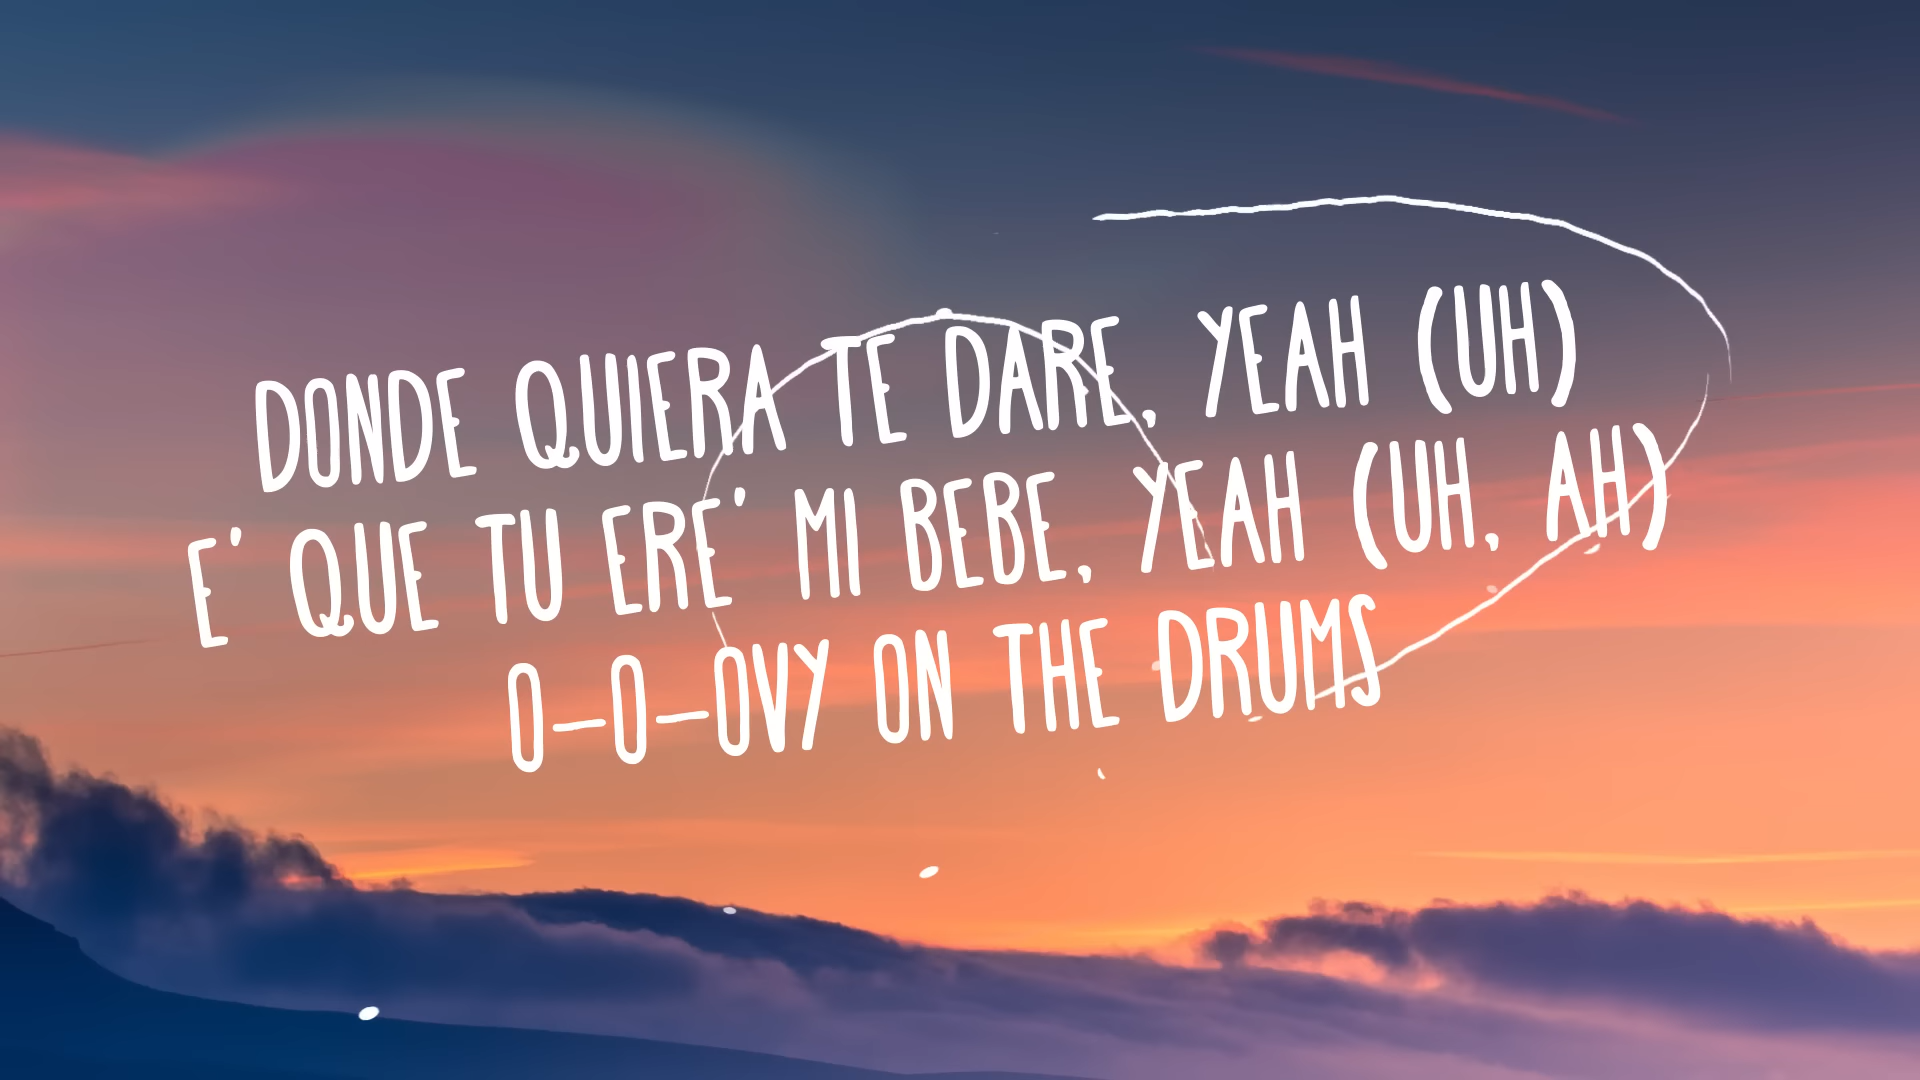 DONDE QUIERA TE DARE, YEAH (UH)
E' QUE TU ERE' MI BEBE, YEAH (UH, AH)
O-O-OVY ON THE DRUMS